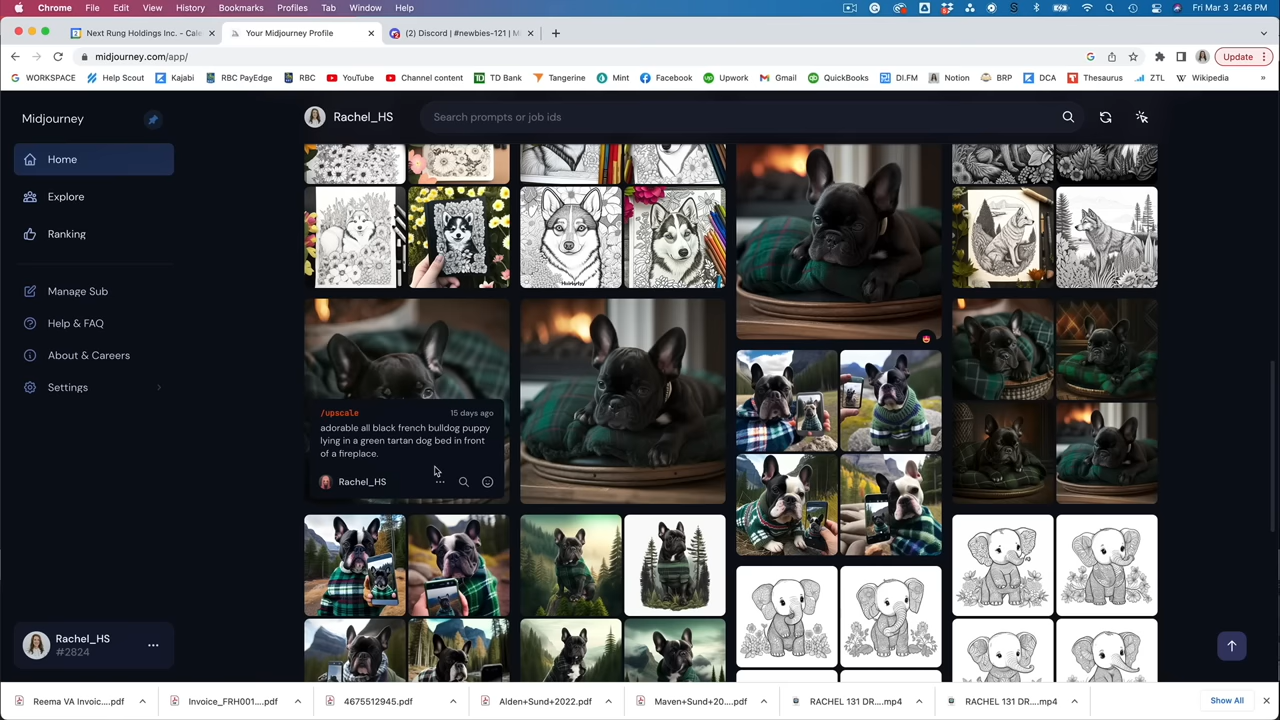 Chrome File Edit View History Bookmarks Profiles Tab Window Help Fri Mar 3 2:46 PM
Next Rung Holdings Inc. - Cale Your Midjourney Profile Discord | #newbies-121 | Mi
midjourney.com/app/ Update
WORKSPACE Help Scout Kajabi RBC PayEdge RBC YouTube Channel content TD Bank Tangerine Mint Facebook Upwork Gmail QuickBooks DI.FM Notion BRP DCA Thesaurus ZTL Wikipedia »
Midjourney
Rachel_HS
Search prompts or job ids
Home
Explore
Ranking
Manage Sub
Help & FAQ
About & Careers
Settings
/upscale 15 days ago
adorable all black french bulldog puppy
lying in a green tartan dog bed in front
of a fireplace.
Rachel_HS
Rachel_HS
#2824
Reema VA Invoic....pdf Invoice_FRH001....pdf 4675512945.pdf Alden+Sund+2022.pdf Maven+Sund+20....pdf RACHEL 131 DR....mp4 RACHEL 131 DR....mp4 Show All